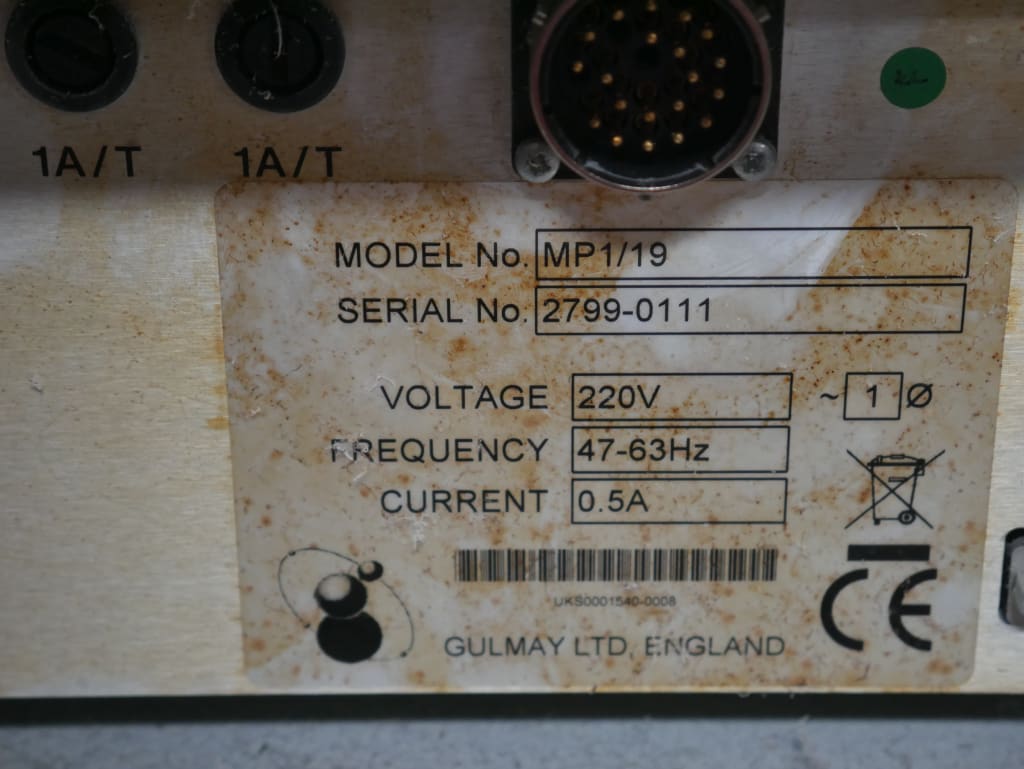 1A/T 1A/T
MODEL No. MP1/19
SERIAL No. 2799-0111
VOLTAGE 220V ~ 1 Ø
FREQUENCY 47-63Hz
CURRENT 0.5A
UKS0001540-0008
CE
GULMAY LTD, ENGLAND